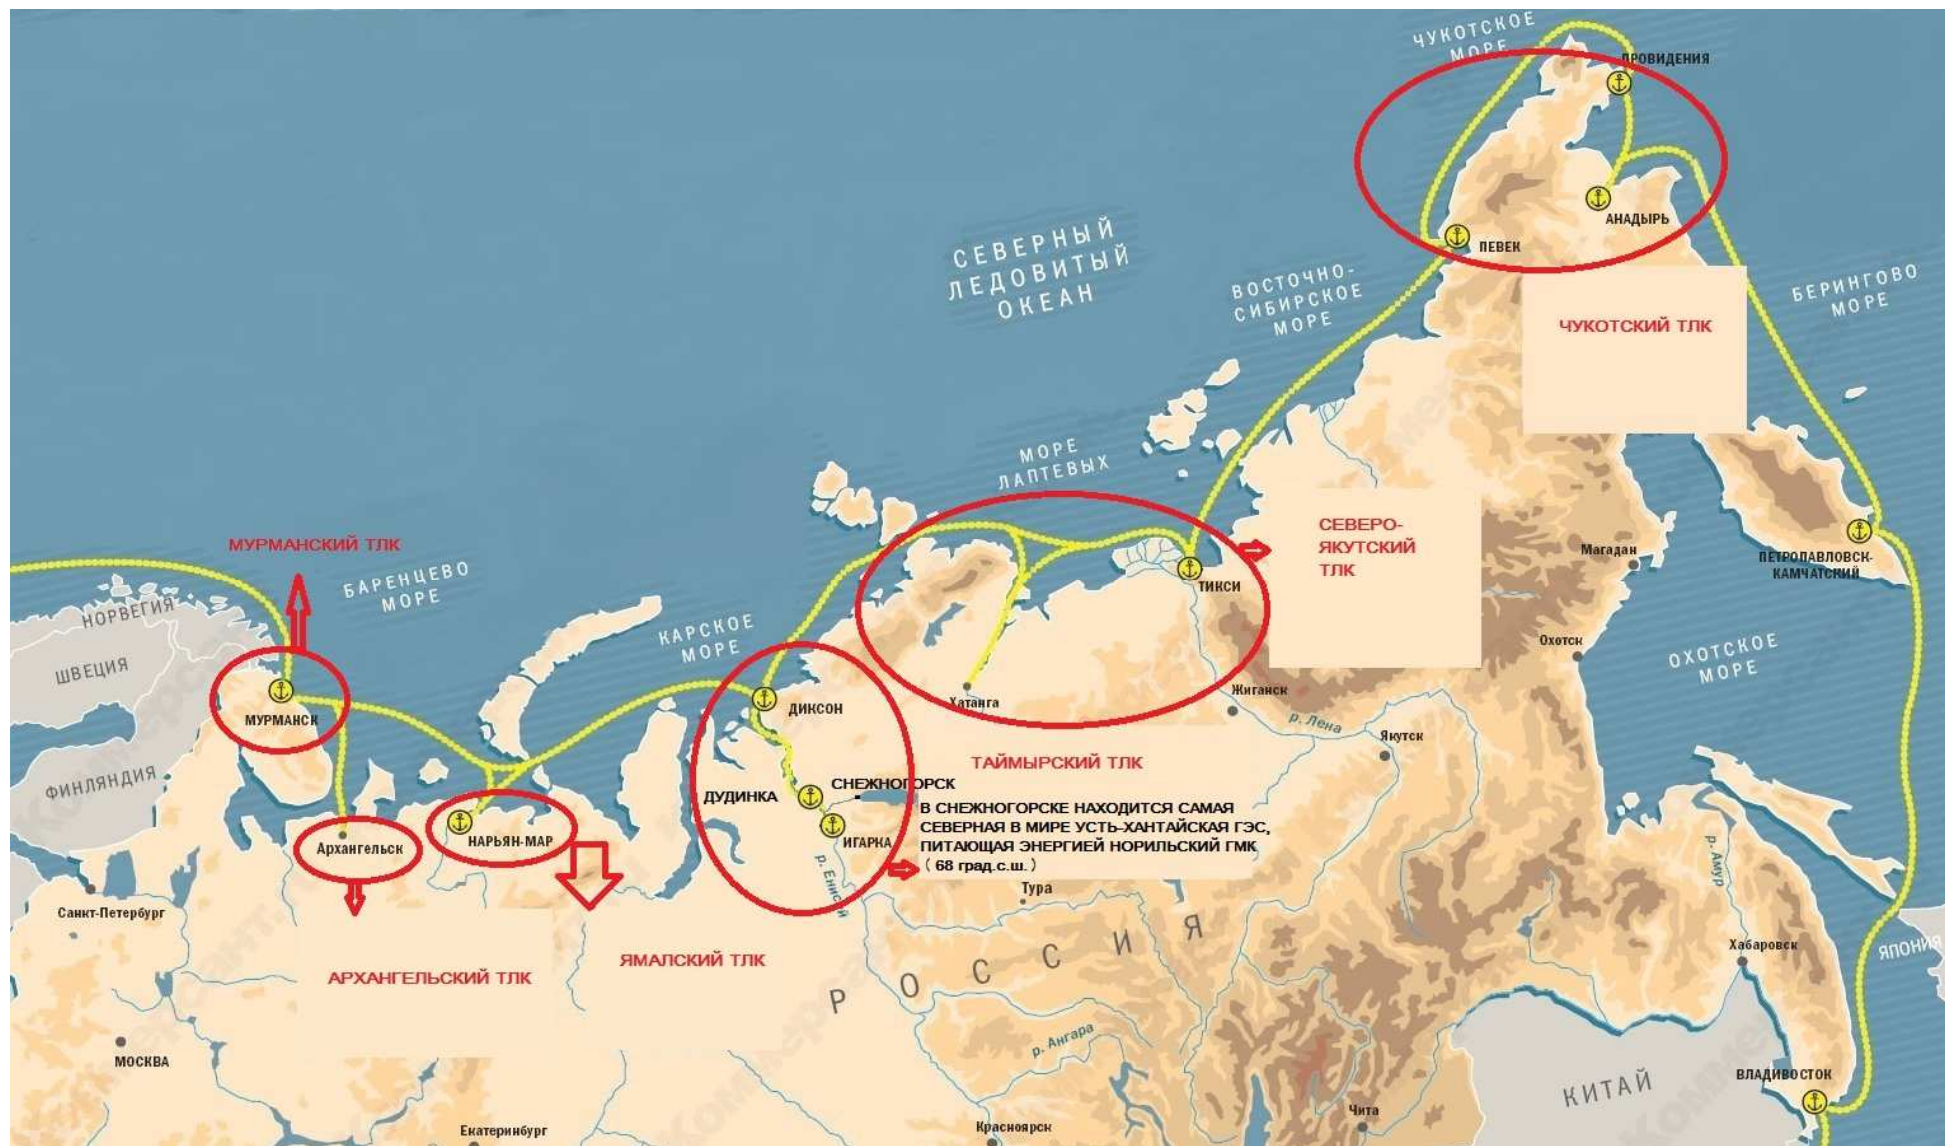 ЧУКОТСКОЕ
МОРЕ
ПРОВИДЕНИЯ
АНАДЫРЬ
ПЕВЕК
СЕВЕРНЫЙ
ЛЕДОВИТЫЙ
ОКЕАН
ВОСТОЧНО-
СИБИРСКОЕ
МОРЕ
БЕРИНГОВО
МОРЕ
ЧУКОТСКИЙ ТЛК
МОРЕ
ЛАПТЕВЫХ
МУРМАНСКИЙ ТЛК
БАРЕНЦЕВО
МОРЕ
СЕВЕРО-
ЯКУТСКИЙ
ТЛК
Магадан
ПЕТРОПАВЛОВСК-
КАМЧАТСКИЙ
ТИКСИ
НОРВЕГИЯ
ШВЕЦИЯ
КАРСКОЕ
МОРЕ
Охотск
ОХОТСКОЕ
МОРЕ
МУРМАНСК
ДИКСОН
Хатанга
Жиганск
р. Лена
Якутск
ФИНЛЯНДИЯ
ТАЙМЫРСКИЙ ТЛК
СНЕЖНОГОРСК
ДУДИНКА
В СНЕЖНОГОРСКЕ НАХОДИТСЯ САМАЯ
СЕВЕРНАЯ В МИРЕ УСТЬ-ХАНТАЙСКАЯ ГЭС,
ПИТАЮЩАЯ ЭНЕРГИЕЙ НОРИЛЬСКИЙ ГМК
( 68 град.с.ш. )
Архангельск
НАРЬЯН-МАР
ИГАРКА
р. Енисей
р. Амур
Тура
Санкт-Петербург
РОССИЯ
Хабаровск
ЯПОНИЯ
АРХАНГЕЛЬСКИЙ ТЛК
ЯМАЛСКИЙ ТЛК
р. Ангара
МОСКВА
КИТАЙ
ВЛАДИВОСТОК
Екатеринбург
Красноярск
Чита